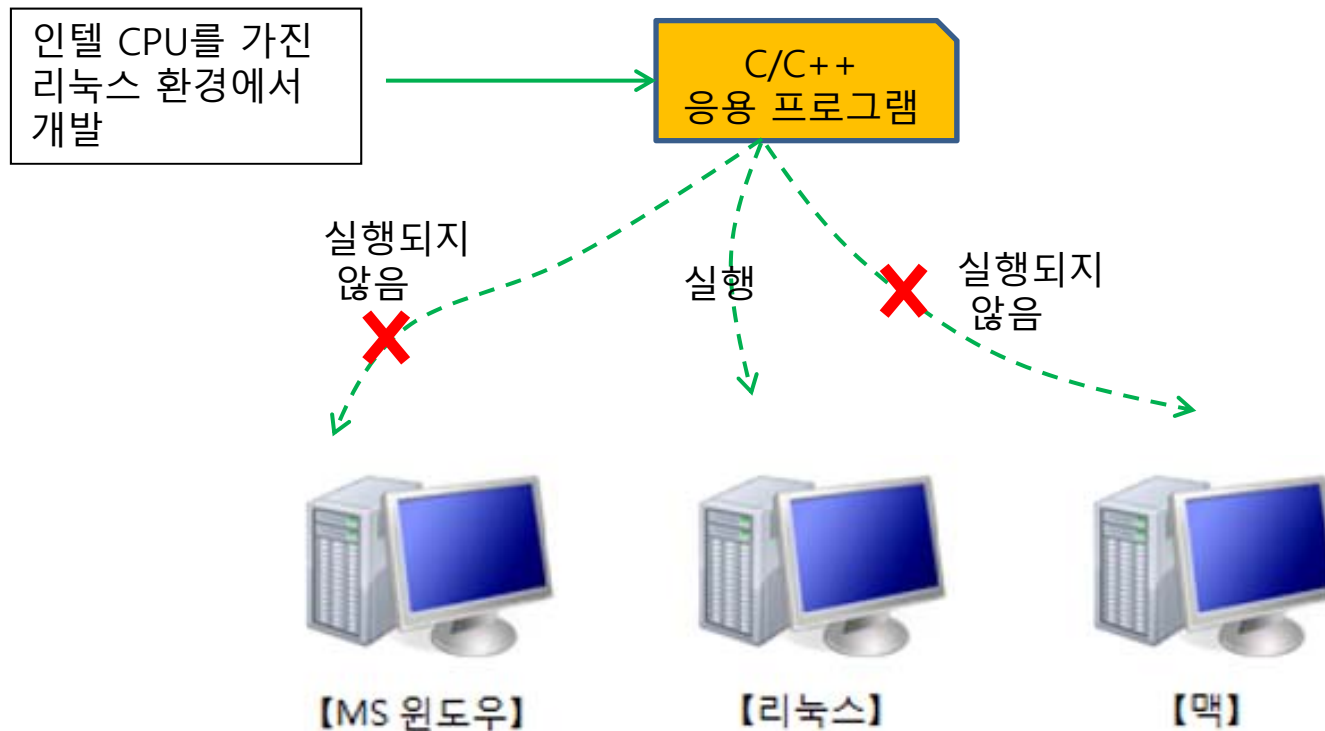 인텔 CPU를 가진
리눅스 환경에서
개발
C/C++
응용 프로그램
실행되지
않음
실행
실행되지
않음
【MS 윈도우】
【리눅스】
【맥】